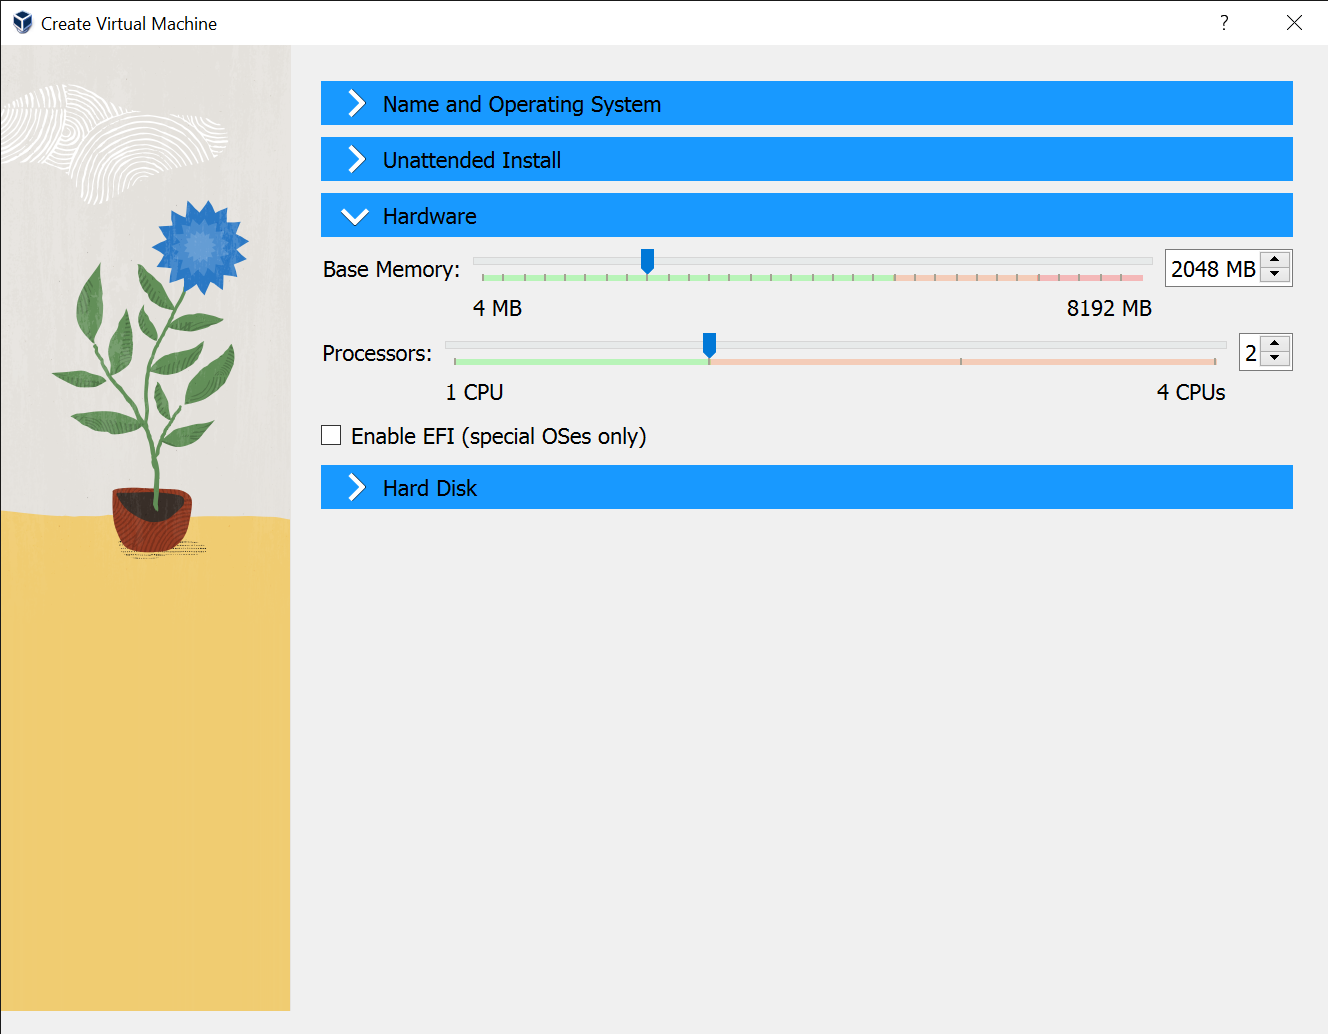 Create Virtual Machine
?
Name and Operating System
Unattended Install
Hardware
Base Memory:
2048 MB
4 MB
8192 MB
Processors:
2
1 CPU
4 CPUs
Enable EFI (special OSes only)
Hard Disk